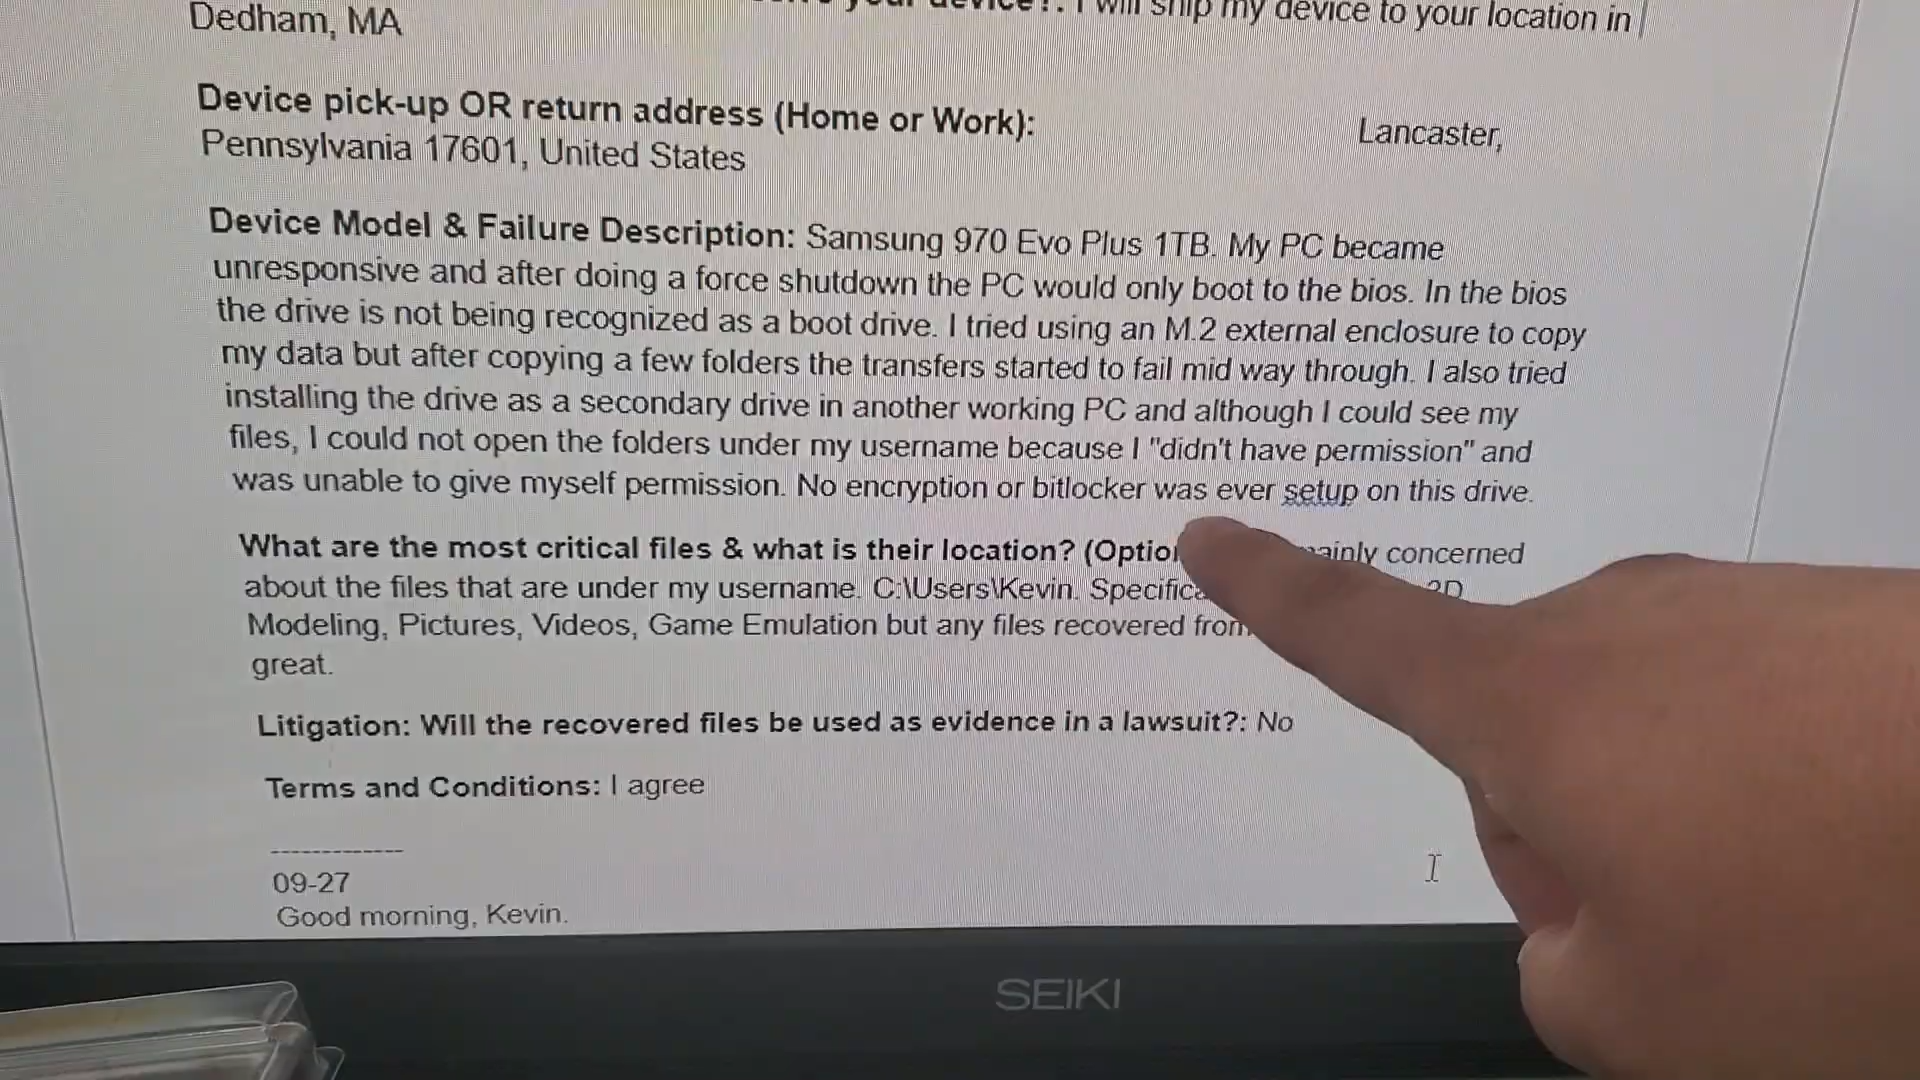 your device?: I will ship my device to your location in
Dedham, MA
Device pick-up OR return address (Home or Work): Lancaster,
Pennsylvania 17601, United States
Device Model & Failure Description: Samsung 970 Evo Plus 1TB. My PC became
unresponsive and after doing a force shutdown the PC would only boot to the bios. In the bios
the drive is not being recognized as a boot drive. I tried using an M.2 external enclosure to copy
my data but after copying a few folders the transfers started to fail mid way through. I also tried
installing the drive as a secondary drive in another working PC and although I could see my
files, I could not open the folders under my username because I "didn't have permission" and
was unable to give myself permission. No encryption or bitlocker was ever setup on this drive.
What are the most critical files & what is their location? concerned
about the files that are under my username. C:\Users\Kevin.
Modeling, Pictures, Videos, Game Emulation but any files recovered from
great.
Litigation: Will the recovered files be used as evidence in a lawsuit?: No
Terms and Conditions: I agree
------------
09-27
Good morning, Kevin.
SEIKI